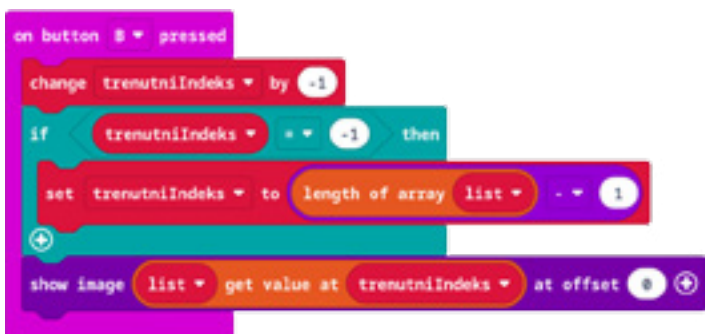 on button B pressed
change trenutniIndeks by -1
if trenutniIndeks = -1 then
set trenutniIndeks to length of array list - 1
show image list get value at trenutniIndeks at offset 0